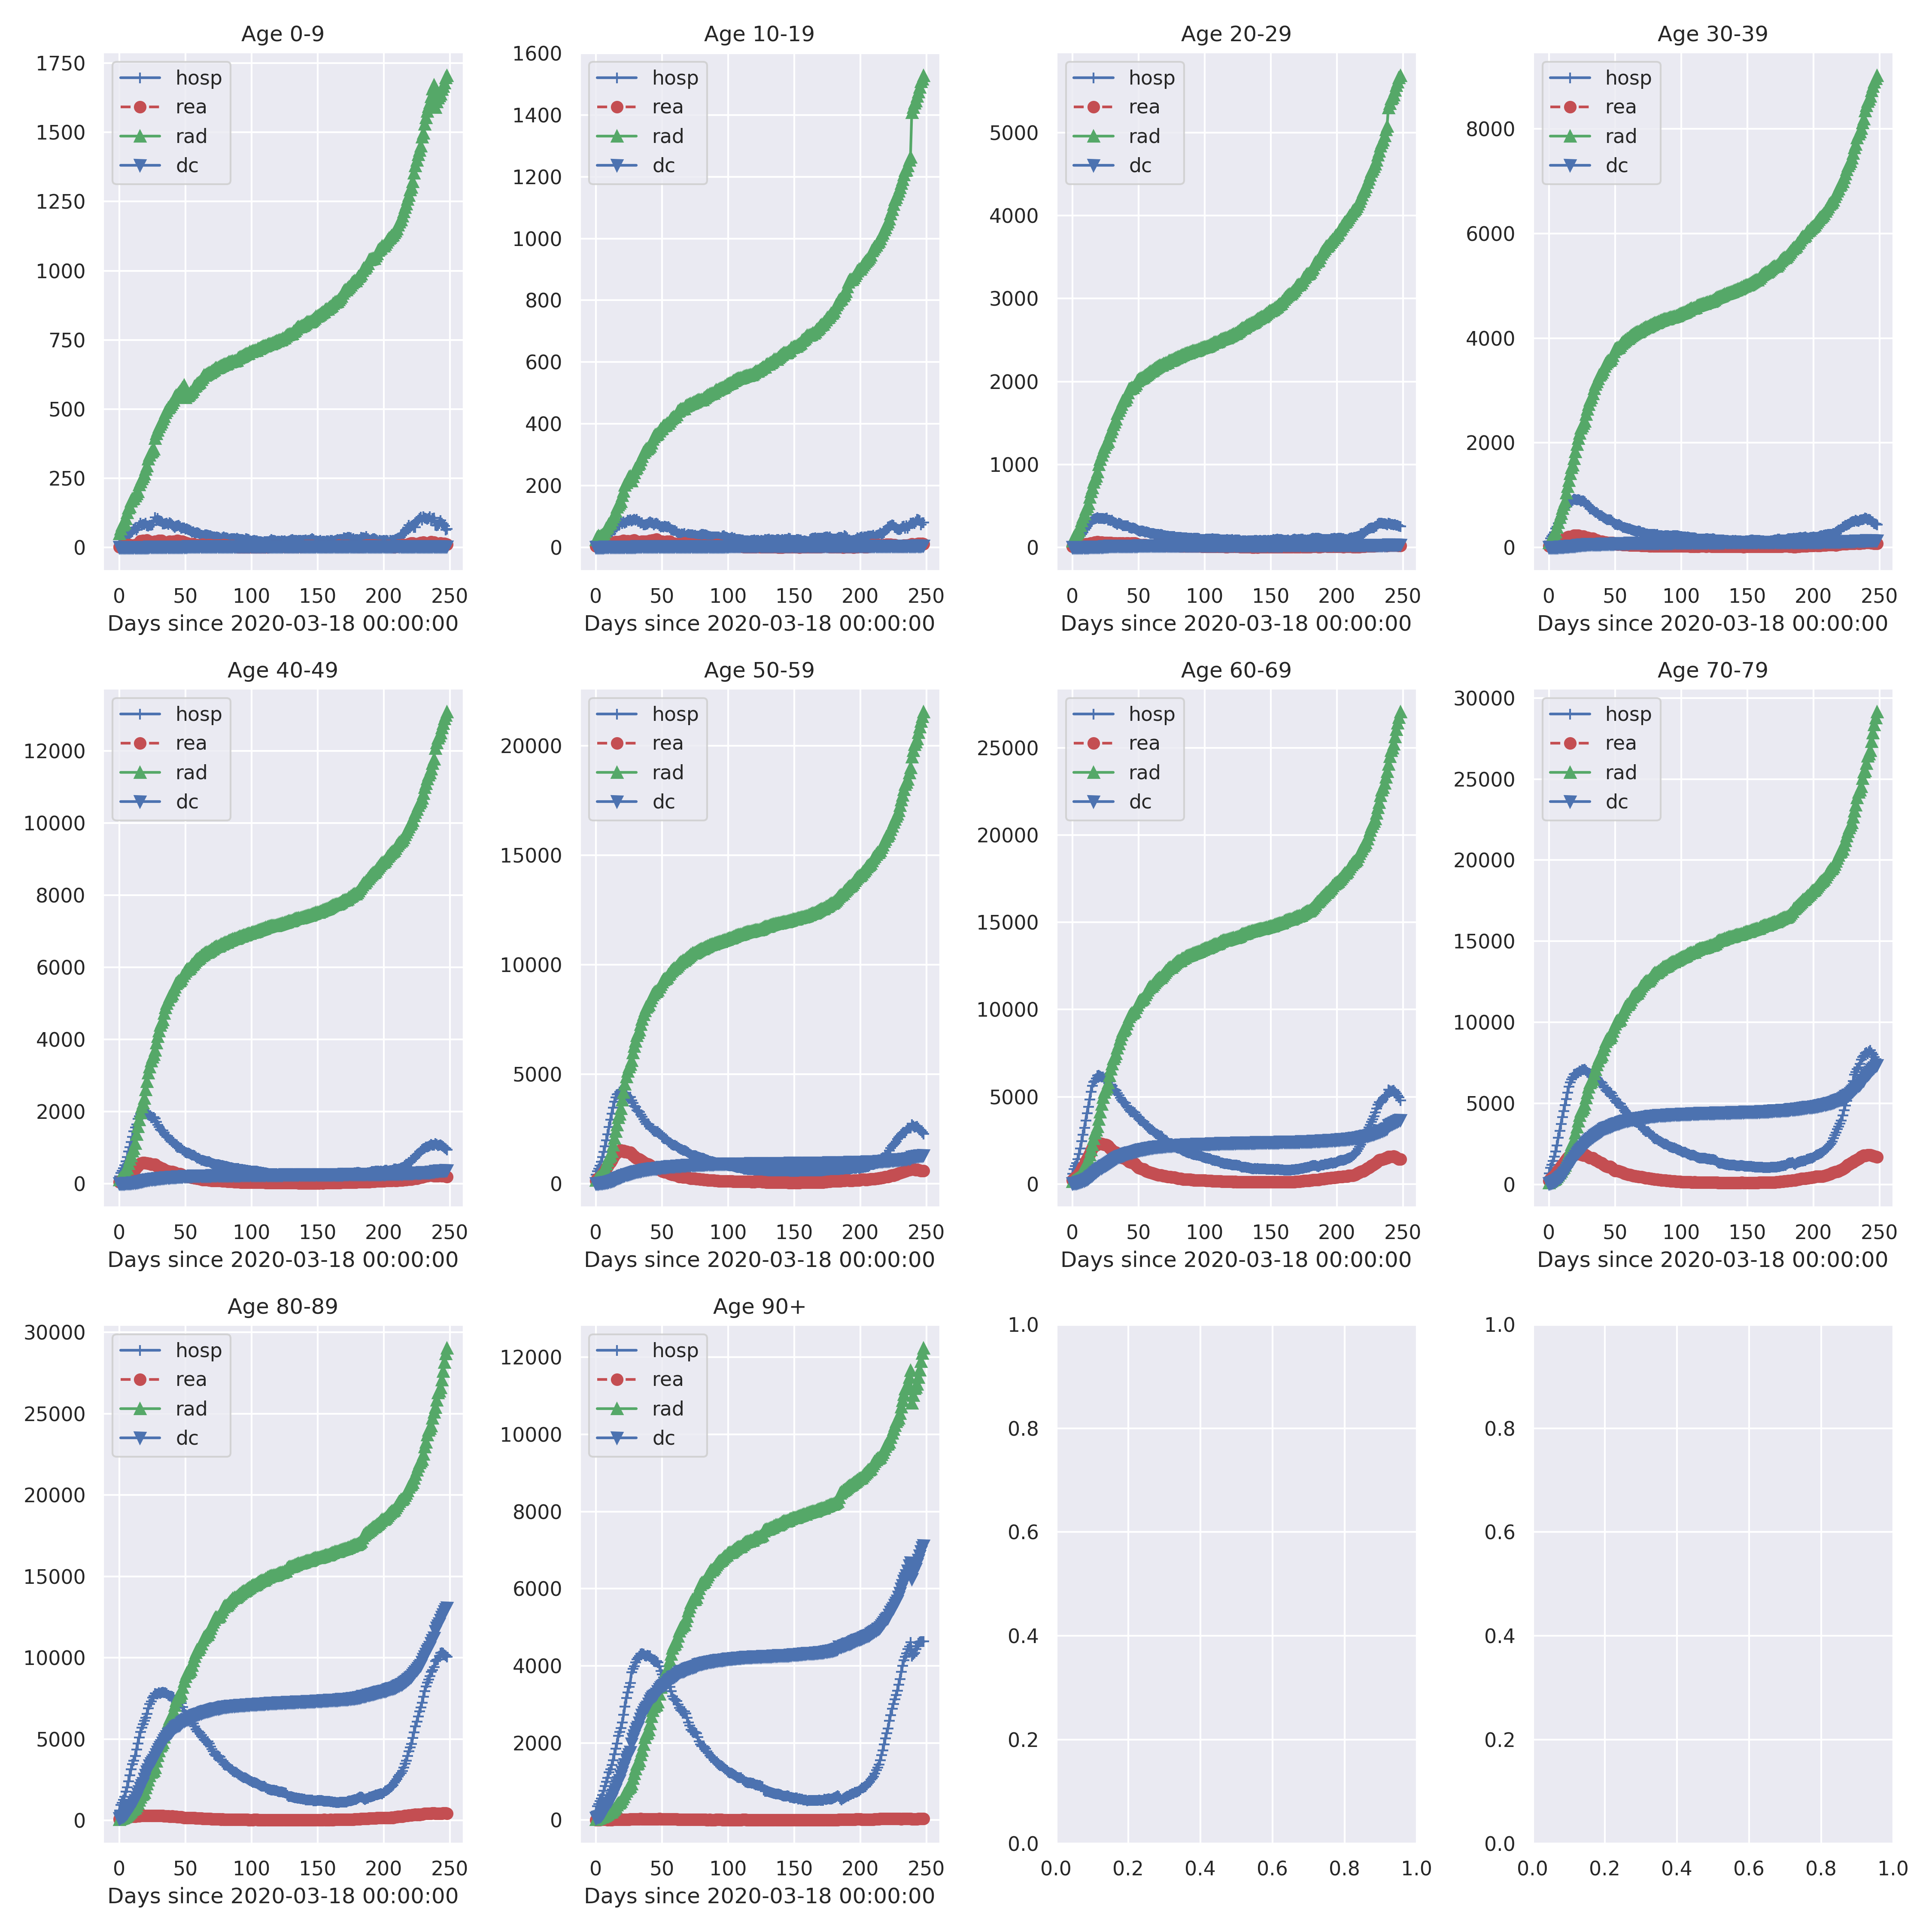 Age 0-9
1750
1500
1250
1000
750
500
250
0
hosp
rea
rad
dc
0 50 100 150 200 250
Days since 2020-03-18 00:00:00
Age 10-19
1600
1400
1200
1000
800
600
400
200
0
hosp
rea
rad
dc
0 50 100 150 200 250
Days since 2020-03-18 00:00:00
Age 20-29
5000
4000
3000
2000
1000
0
hosp
rea
rad
dc
0 50 100 150 200 250
Days since 2020-03-18 00:00:00
Age 30-39
8000
6000
4000
2000
0
hosp
rea
rad
dc
0 50 100 150 200 250
Days since 2020-03-18 00:00:00
Age 40-49
12000
10000
8000
6000
4000
2000
0
hosp
rea
rad
dc
0 50 100 150 200 250
Days since 2020-03-18 00:00:00
Age 50-59
20000
15000
10000
5000
0
hosp
rea
rad
dc
0 50 100 150 200 250
Days since 2020-03-18 00:00:00
Age 60-69
25000
20000
15000
10000
5000
0
hosp
rea
rad
dc
0 50 100 150 200 250
Days since 2020-03-18 00:00:00
Age 70-79
30000
25000
20000
15000
10000
5000
0
hosp
rea
rad
dc
0 50 100 150 200 250
Days since 2020-03-18 00:00:00
Age 80-89
30000
25000
20000
15000
10000
5000
0
hosp
rea
rad
dc
0 50 100 150 200 250
Days since 2020-03-18 00:00:00
Age 90+
12000
10000
8000
6000
4000
2000
0
hosp
rea
rad
dc
0 50 100 150 200 250
Days since 2020-03-18 00:00:00
1.0
0.8
0.6
0.4
0.2
0.0
0.0 0.2 0.4 0.6 0.8 1.0
1.0
0.8
0.6
0.4
0.2
0.0
0.0 0.2 0.4 0.6 0.8 1.0